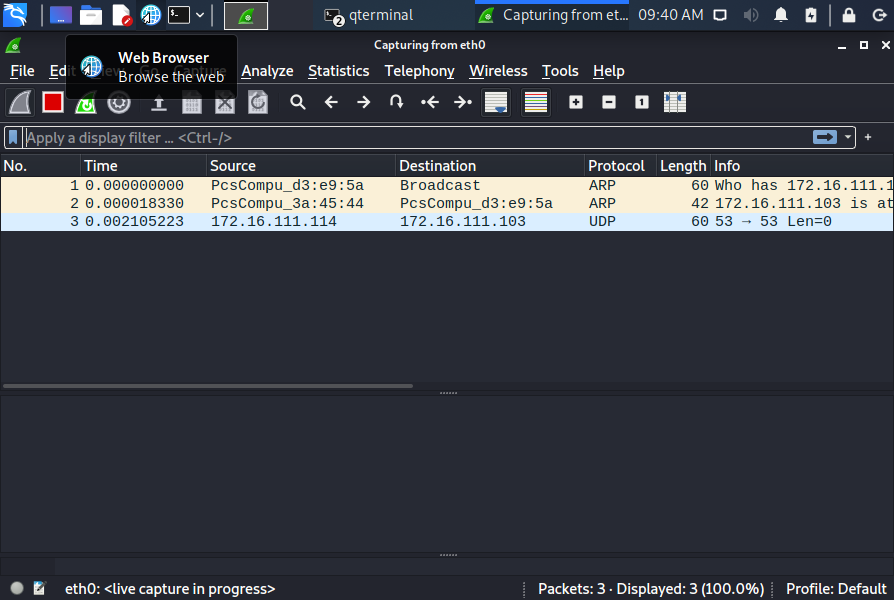 2 qterminal Capturing from et... 09:40 AM
Capturing from eth0
File Edit View Go Capture Analyze Statistics Telephony Wireless Tools Help
Web Browser
Browse the web
Apply a display filter ... <Ctrl-/>
No. Time Source Destination Protocol Length Info
1 0.000000000 PcsCompu_d3:e9:5a Broadcast ARP 60 Who has 172.16.111.1
2 0.000018330 PcsCompu_3a:45:44 PcsCompu_d3:e9:5a ARP 42 172.16.111.103 is at
3 0.002105223 172.16.111.114 172.16.111.103 UDP 60 53 → 53 Len=0
eth0: <live capture in progress> Packets: 3 · Displayed: 3 (100.0%) Profile: Default